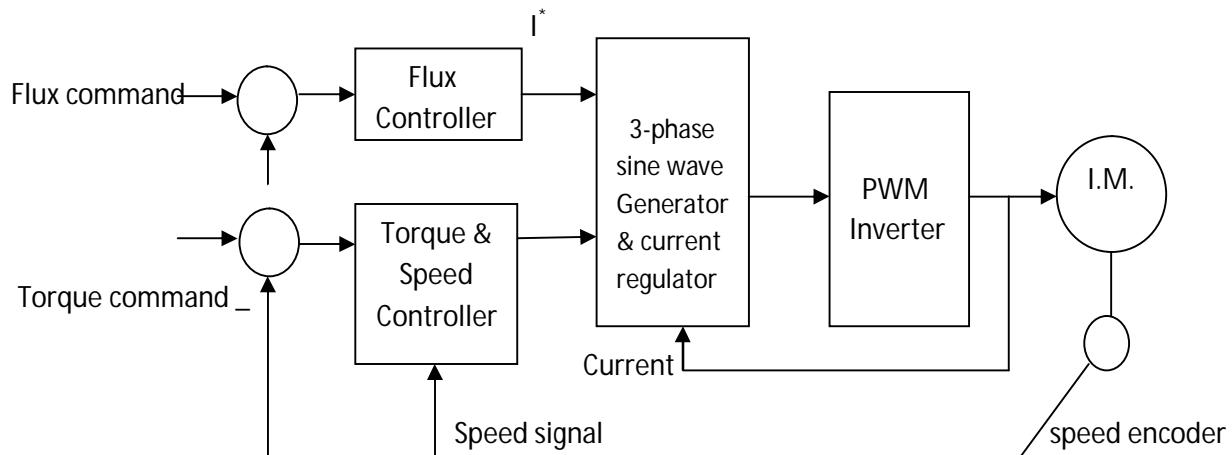 I*
Flux command
Flux
Controller
3-phase
sine wave
Generator
& current
regulator
PWM
Inverter
I.M.
Torque &
Speed
Controller
Torque command _
Current
Speed signal
speed encoder